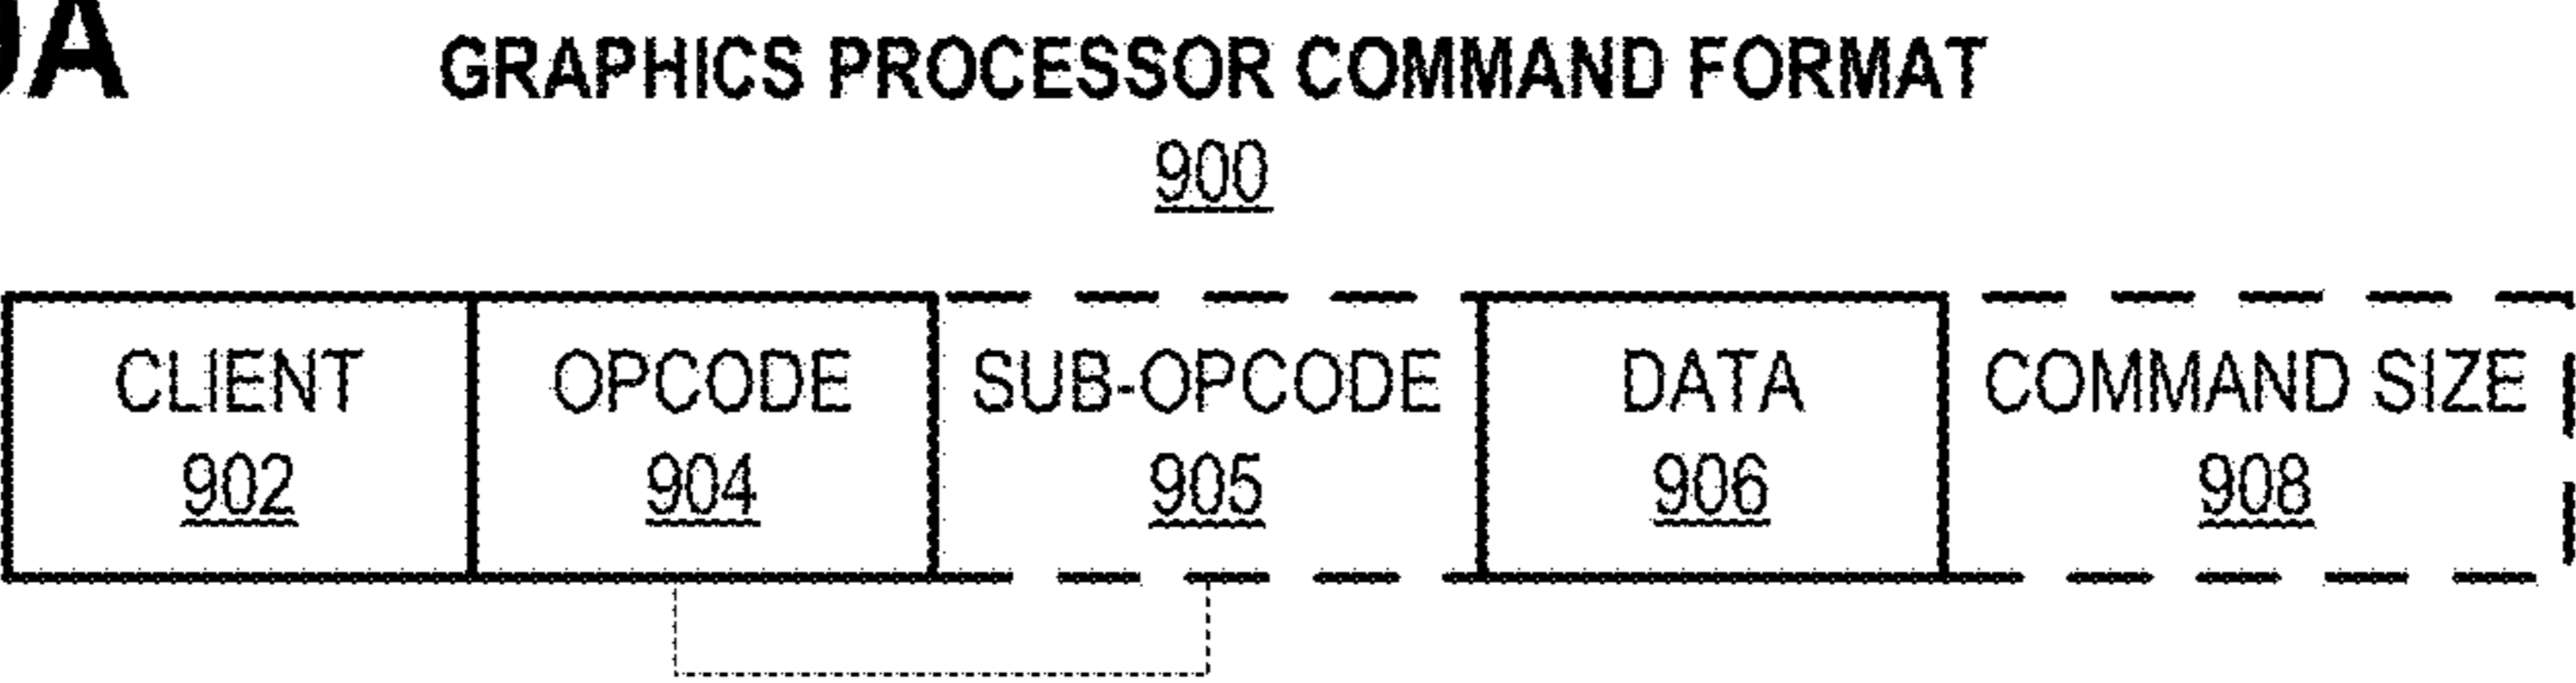 GRAPHICS PROCESSOR COMMAND FORMAT
900
CLIENT OPCODE SUB-OPCODE DATA COMMAND SIZE
902 904 905 906 908